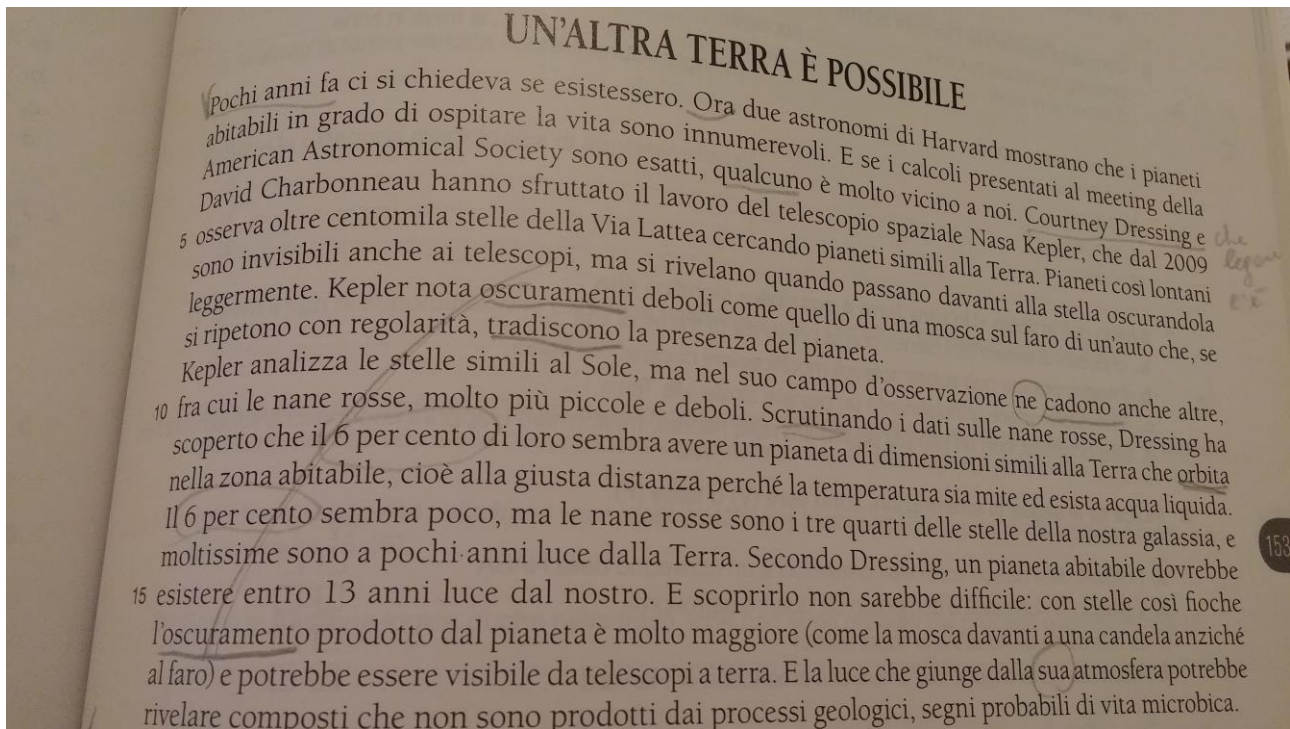 UN'ALTRA TERRA È POSSIBILE
Pochi anni fa ci si chiedeva se esistessero. Ora due astronomi di Harvard mostrano che i pianeti
abitabili in grado di ospitare la vita sono innumerevoli. E se i calcoli presentati al meeting della
American Astronomical Society sono esatti, qualcuno è molto vicino a noi. Courtney Dressing e
David Charbonneau hanno sfruttato il lavoro del telescopio spaziale Nasa Kepler, che dal 2009
5 osserva oltre centomila stelle della Via Lattea cercando pianeti simili alla Terra. Pianeti così lontani
sono invisibili anche ai telescopi, ma si rivelano quando passano davanti alla stella oscurandola
leggermente. Kepler nota oscuramenti deboli come quello di una mosca sul faro di un'auto che, se
si ripetono con regolarità, tradiscono la presenza del pianeta.
Kepler analizza le stelle simili al Sole, ma nel suo campo d'osservazione ne cadono anche altre,
10 fra cui le nane rosse, molto più piccole e deboli. Scrutinando i dati sulle nane rosse, Dressing ha
scoperto che il 6 per cento di loro sembra avere un pianeta di dimensioni simili alla Terra che orbita
nella zona abitabile, cioè alla giusta distanza perché la temperatura sia mite ed esista acqua liquida.
Il 6 per cento sembra poco, ma le nane rosse sono i tre quarti delle stelle della nostra galassia, e
moltissime sono a pochi anni luce dalla Terra. Secondo Dressing, un pianeta abitabile dovrebbe
15 esistere entro 13 anni luce dal nostro. E scoprirlo non sarebbe difficile: con stelle così fioche
l'oscuramento prodotto dal pianeta è molto maggiore (come la mosca davanti a una candela anziché
al faro) e potrebbe essere visibile da telescopi a terra. E la luce che giunge dalla sua atmosfera potrebbe
rivelare composti che non sono prodotti dai processi geologici, segni probabili di vita microbica.
che
153